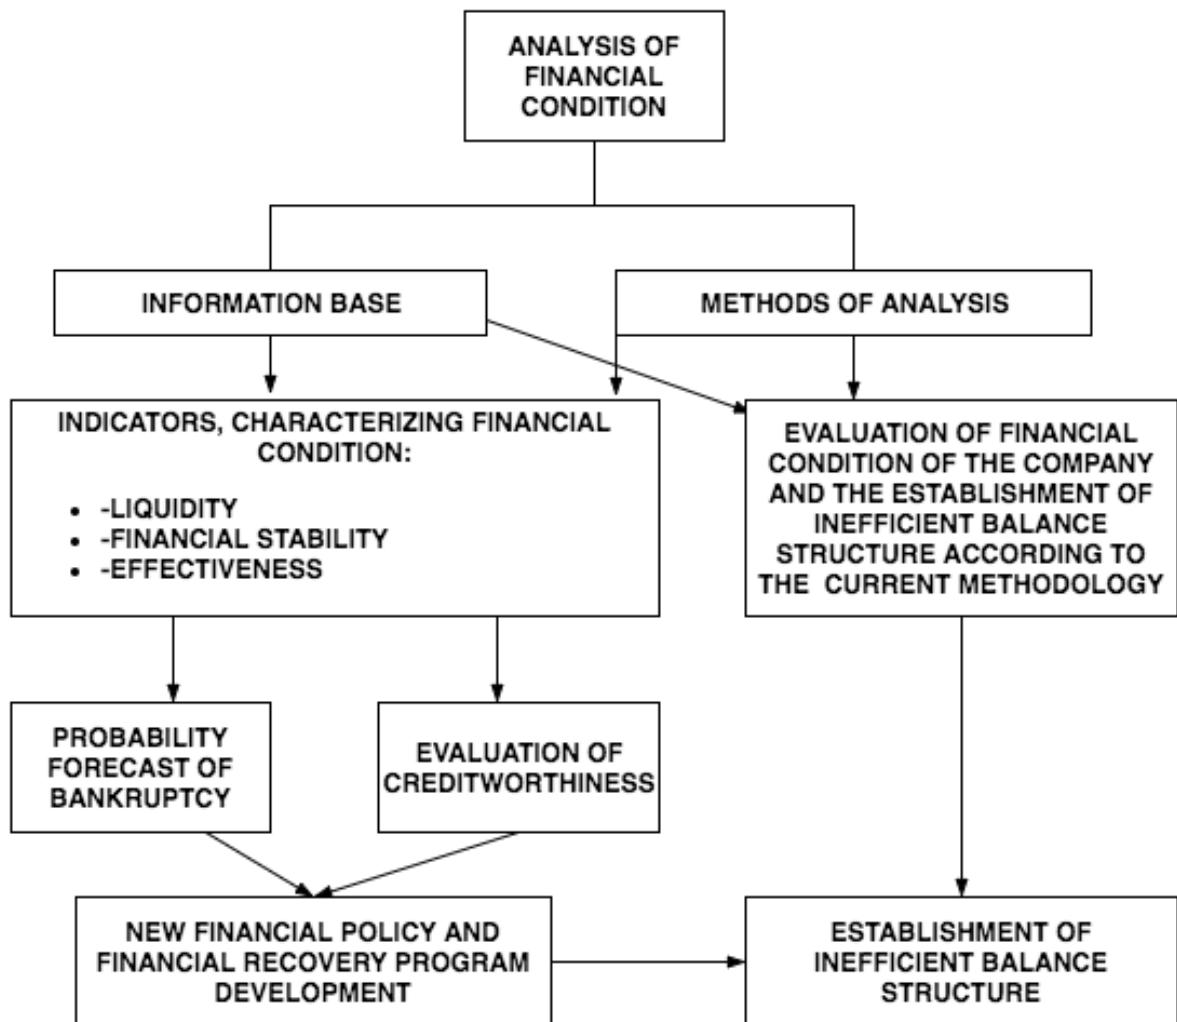 ANALYSIS OF
FINANCIAL
CONDITION
INFORMATION BASE
METHODS OF ANALYSIS
INDICATORS, CHARACTERIZING FINANCIAL
CONDITION:
• -LIQUIDITY
• -FINANCIAL STABILITY
• -EFFECTIVENESS
EVALUATION OF FINANCIAL
CONDITION OF THE COMPANY
AND THE ESTABLISHMENT OF
INEFFICIENT BALANCE
STRUCTURE ACCORDING TO
THE CURRENT METHODOLOGY
PROBABILITY
FORECAST OF
BANKRUPTCY
EVALUATION OF
CREDITWORTHINESS
NEW FINANCIAL POLICY AND
FINANCIAL RECOVERY PROGRAM
DEVELOPMENT
ESTABLISHMENT OF
INEFFICIENT BALANCE
STRUCTURE